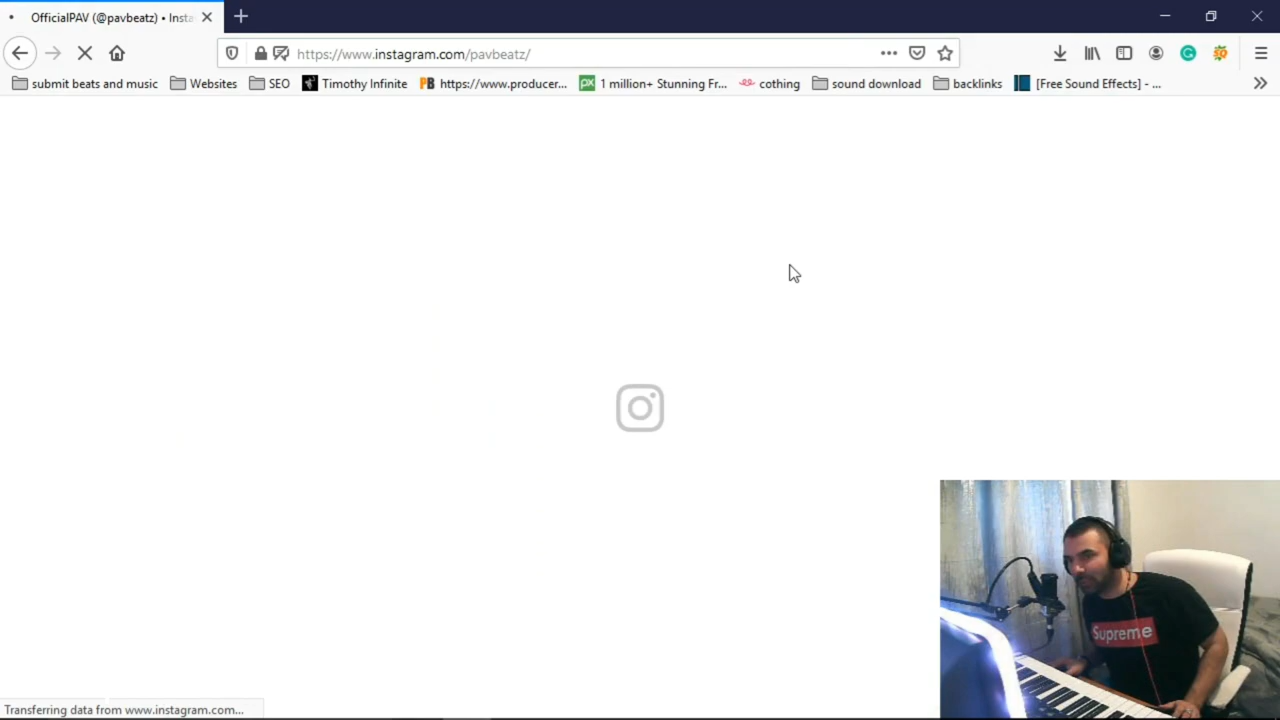 OfficialPAV (@pavbeatz) • Insta
https://www.instagram.com/pavbeatz/
submit beats and music Websites SEO Timothy Infinite https://www.producer... 1 million+ Stunning Fr... cothing sound download backlinks [Free Sound Effects] - ...
Supreme
Transferring data from www.instagram.com...